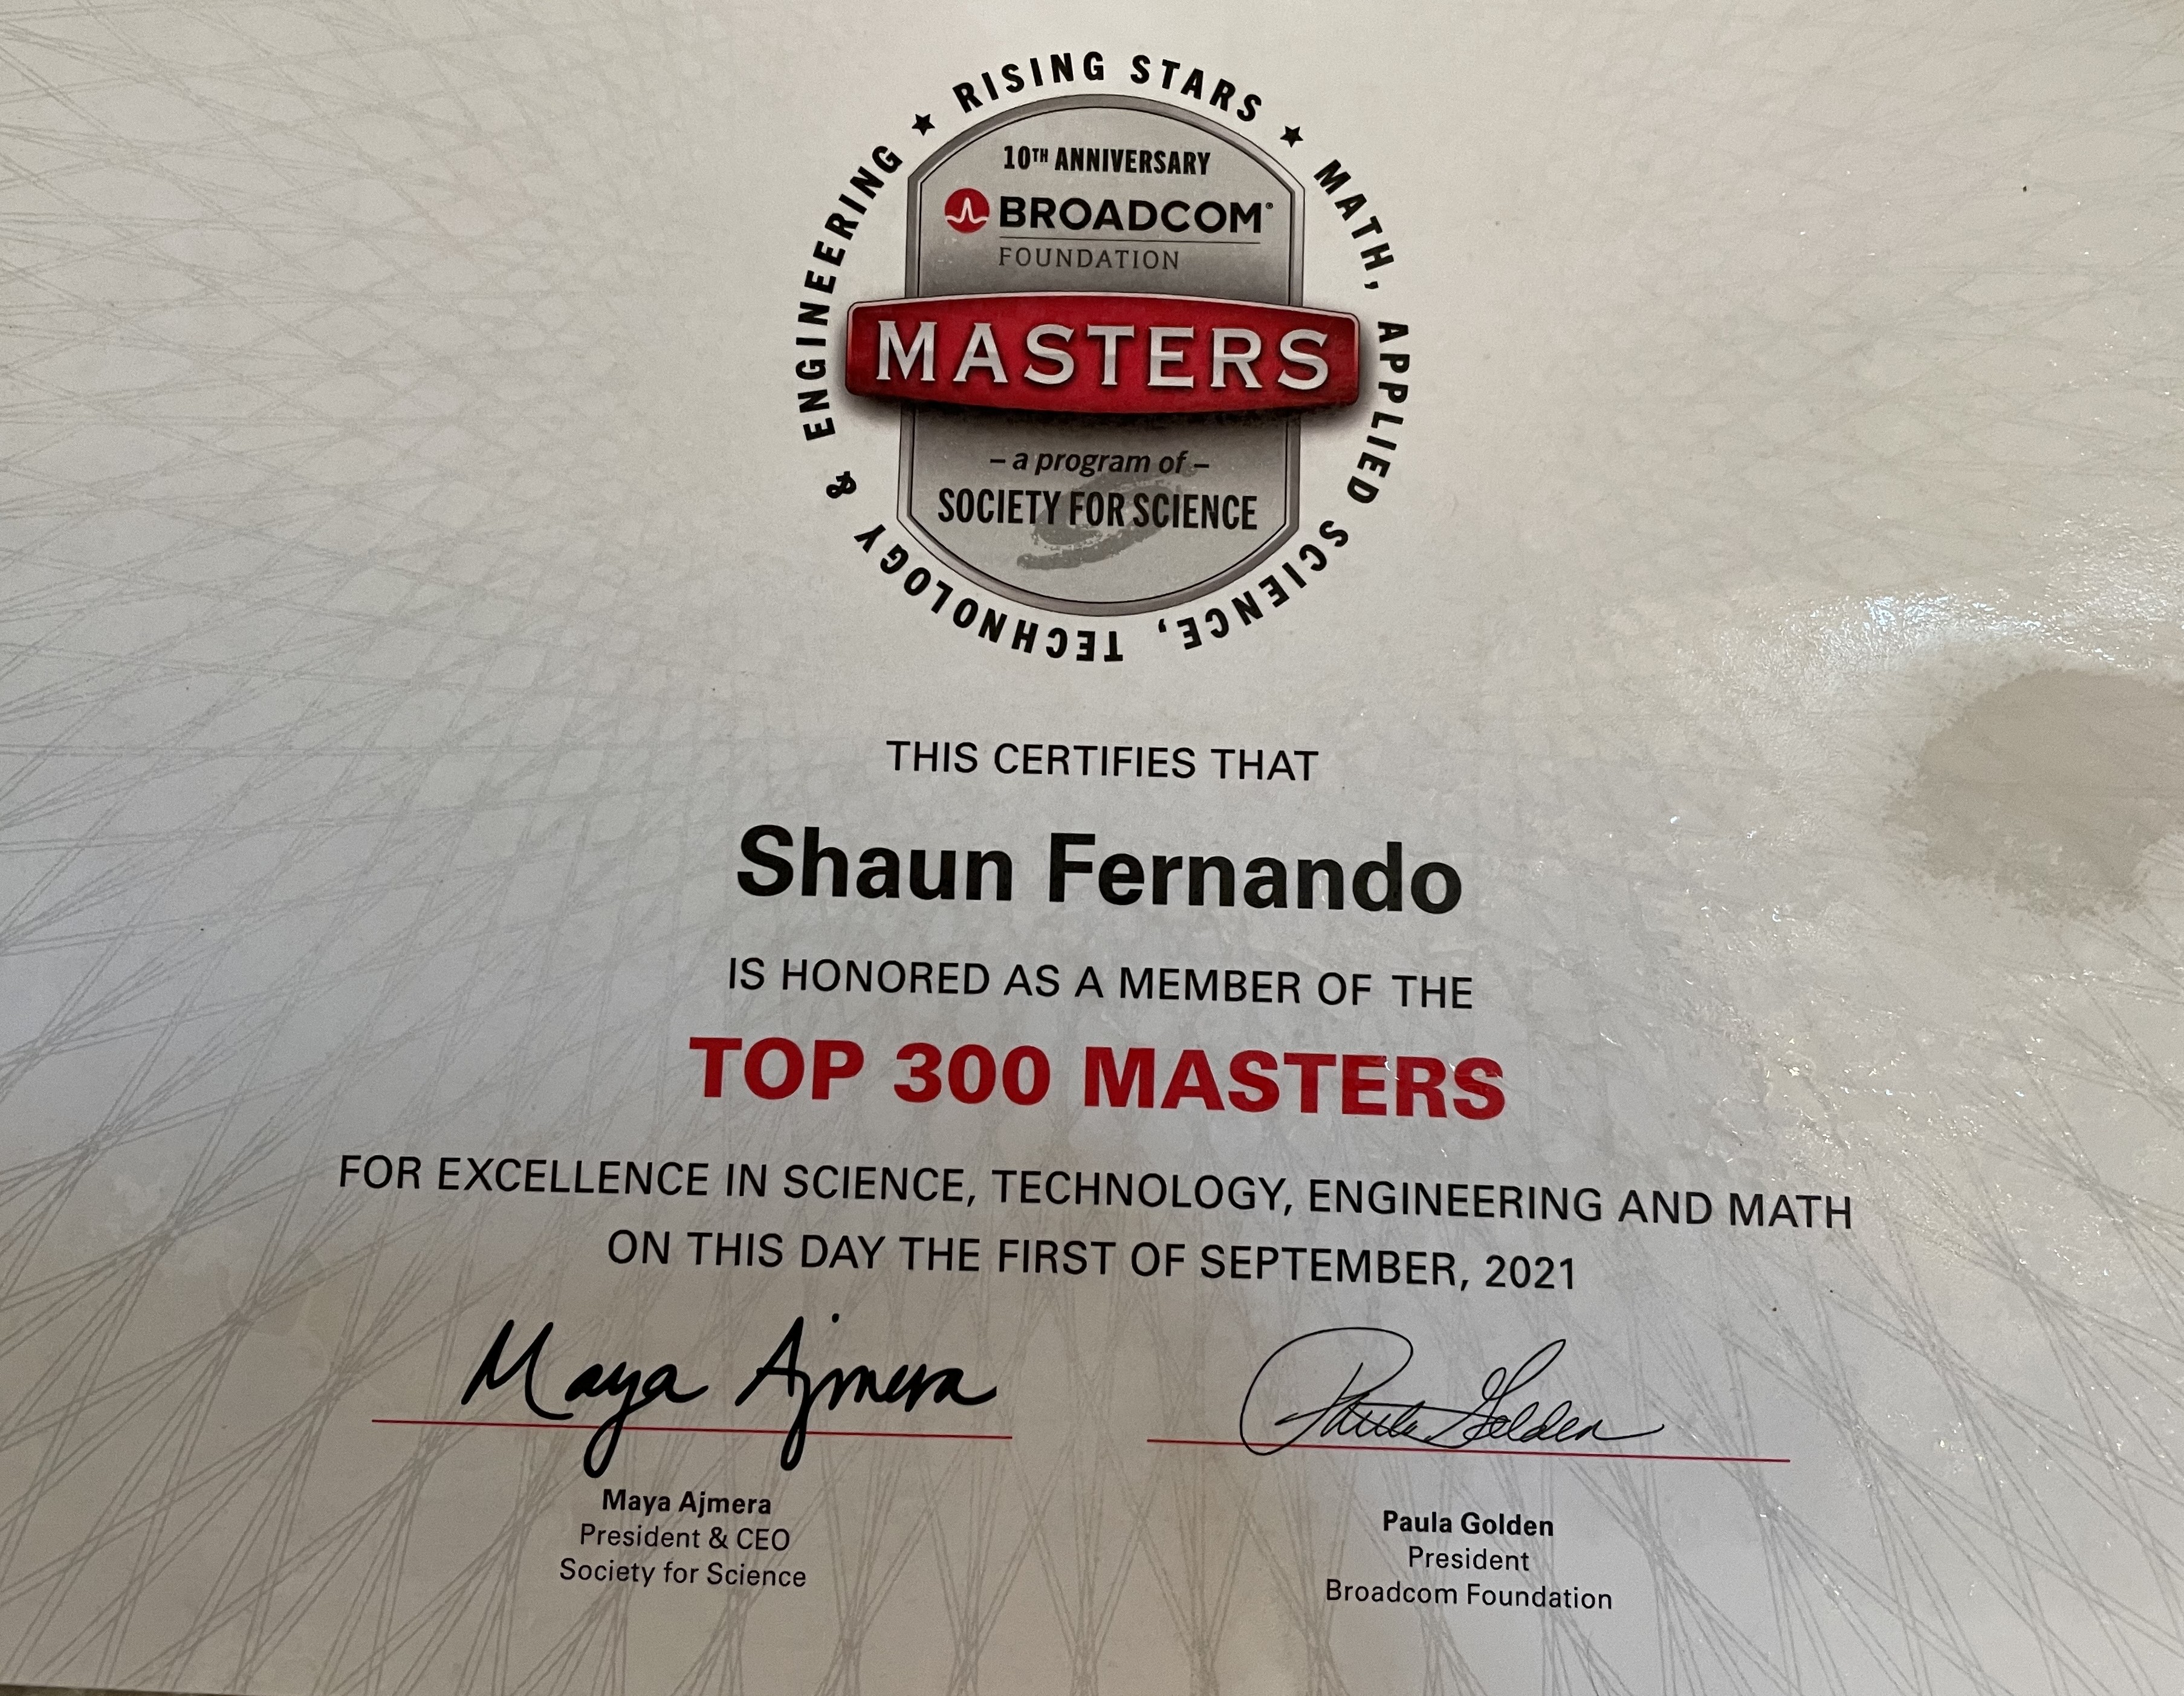 ★ RISING STARS ★ MATH, APPLIED SCIENCE, TECHNOLOGY & ENGINEERING
10TH ANNIVERSARY
BROADCOM®
FOUNDATION
MASTERS
– a program of –
SOCIETY FOR SCIENCE
THIS CERTIFIES THAT
Shaun Fernando
IS HONORED AS A MEMBER OF THE
TOP 300 MASTERS
FOR EXCELLENCE IN SCIENCE, TECHNOLOGY, ENGINEERING AND MATH
ON THIS DAY THE FIRST OF SEPTEMBER, 2021
Maya Ajmera
Maya Ajmera
President & CEO
Society for Science
Paula Golden
Paula Golden
President
Broadcom Foundation